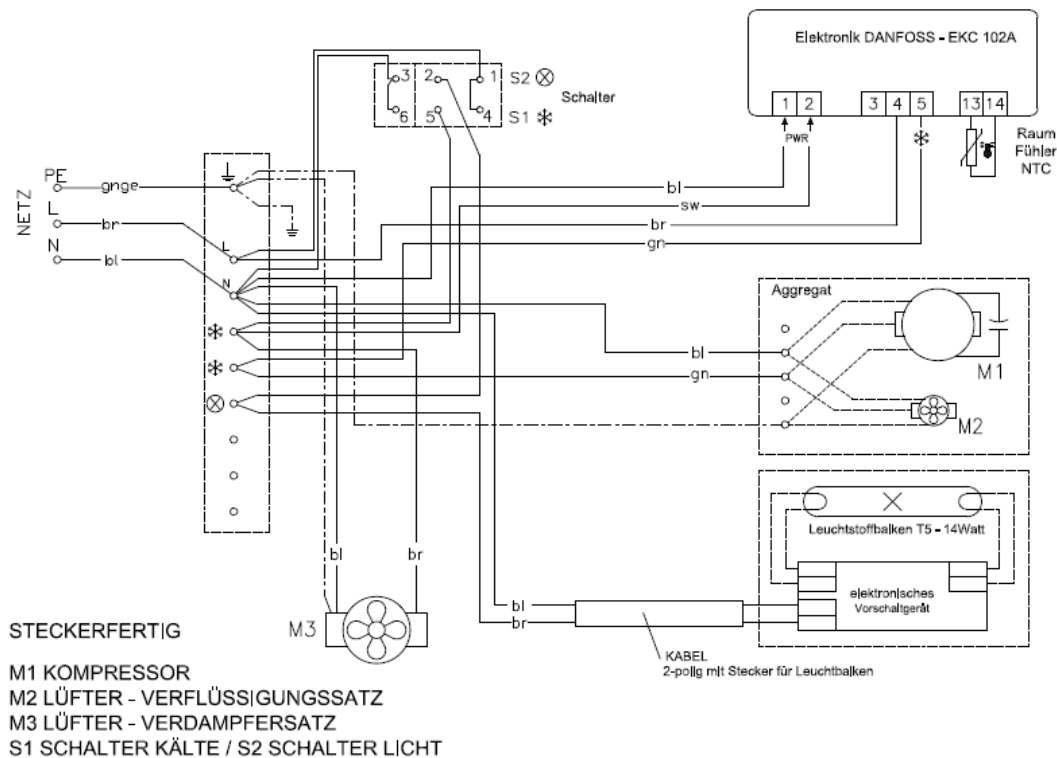 Elektronik DANFOSS - EKC 102A
1 2 3 4 5 13 14
PWR
Raum
Fühler
NTC
3 2 1 S2
6 5 4 S1
Schalter
NETZ
PE gnge
L br
N bl
L
N
bl
sw
br
gn
Aggregat
bl
gn
M1
M2
Leuchtstoffbalken T5 - 14Watt
elektronisches
Vorschaltgerät
bl br
M3
bl
br
KABEL
2-polig mit Stecker für Leuchtbalken
STECKERFERTIG
M1 KOMPRESSOR
M2 LÜFTER - VERFLÜSSIGUNGSSATZ
M3 LÜFTER - VERDAMPFERSATZ
S1 SCHALTER KÄLTE / S2 SCHALTER LICHT